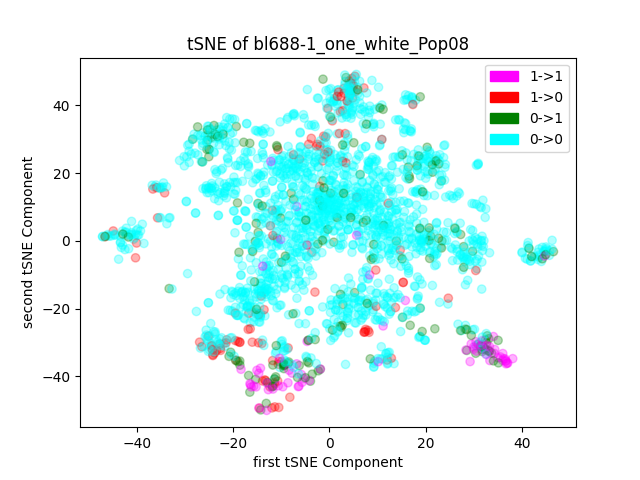 tSNE of bl688-1_one_white_Pop08
1->1
1->0
0->1
0->0
40
20
0
−20
−40
second tSNE Component
−40 −20 0 20 40
first tSNE Component